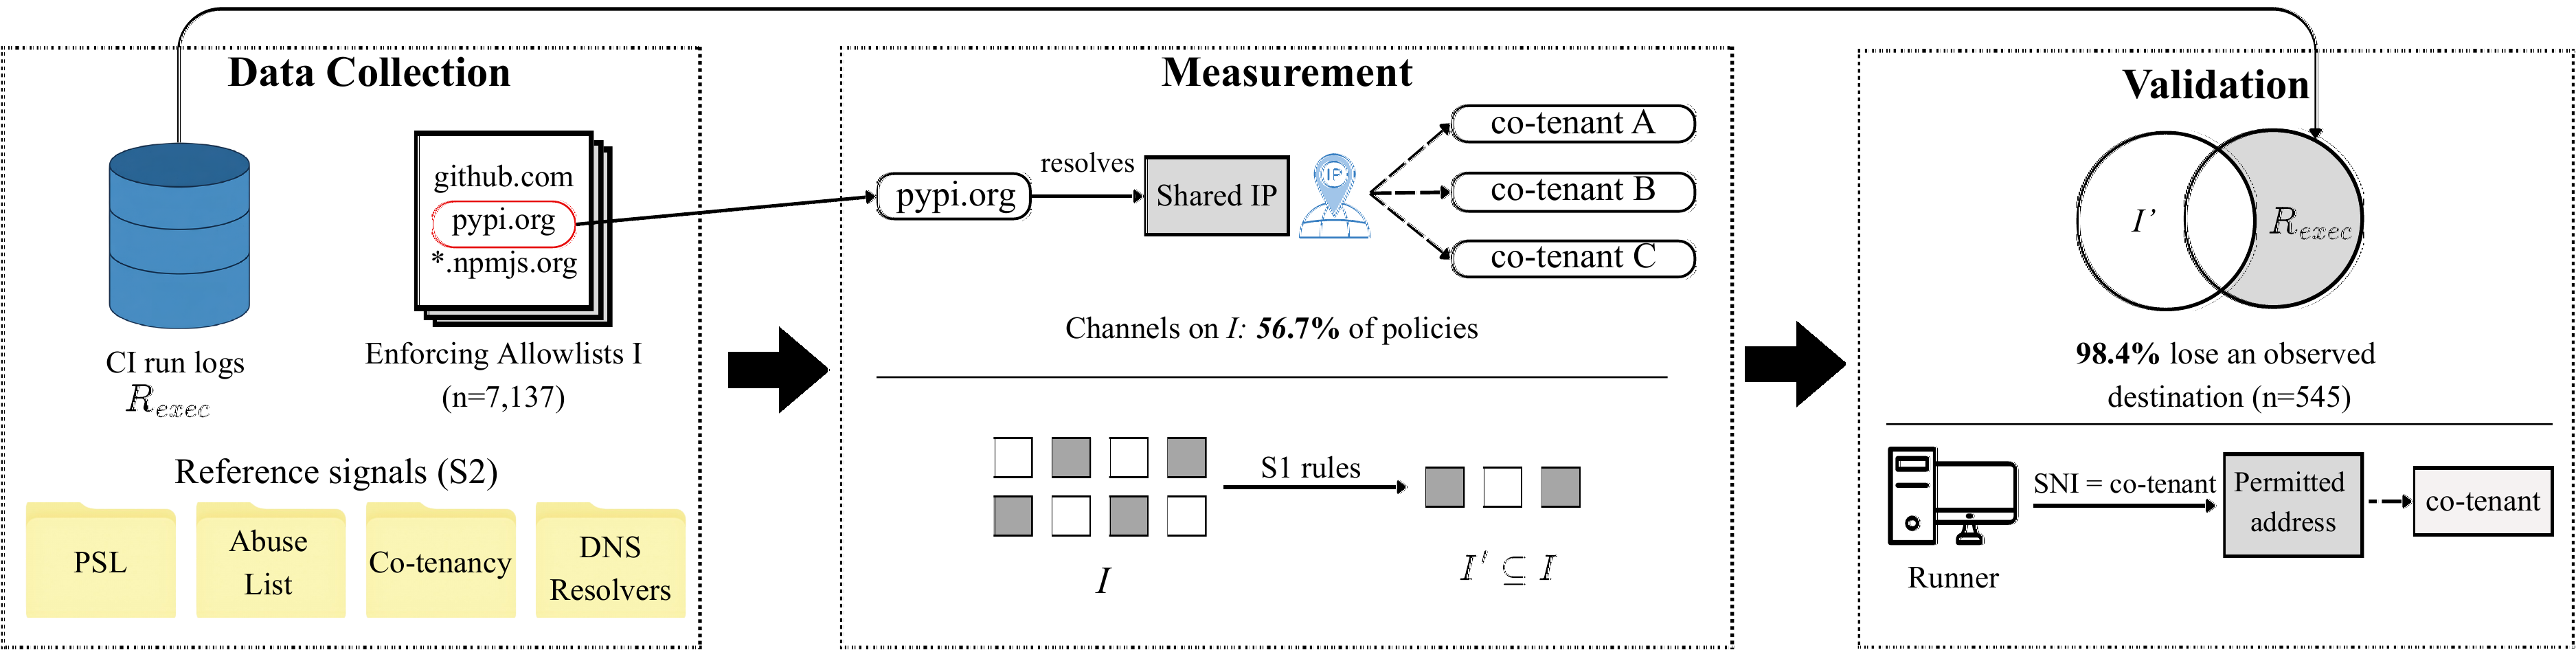 Data Collection
github.com
pypi.org
*.npmjs.org
CI run logs
R_exec
Enforcing Allowlists I
(n=7,137)
Reference signals (S2)
PSL
Abuse
List
Co-tenancy
DNS
Resolvers
Measurement
pypi.org
resolves
Shared IP
IP
co-tenant A
co-tenant B
co-tenant C
Channels on I: 56.7% of policies
S1 rules
I
I' ⊆ I
Validation
I’
R_exec
98.4% lose an observed
destination (n=545)
Runner
SNI = co-tenant
Permitted
address
co-tenant